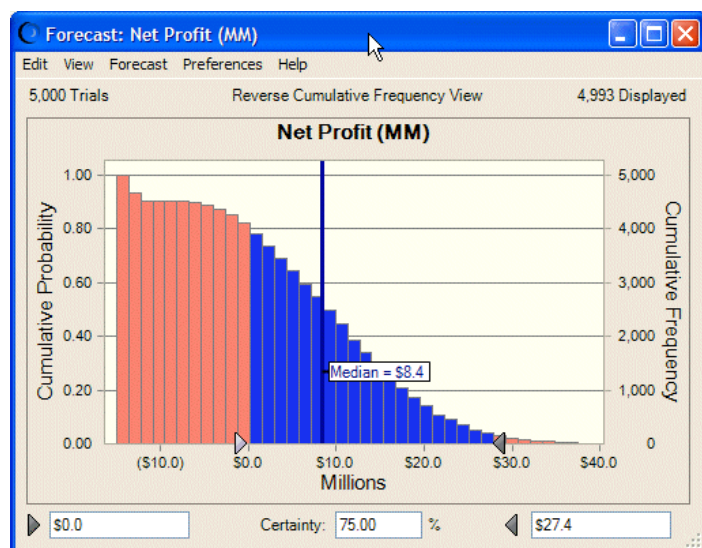 Forecast: Net Profit (MM)
Edit View Forecast Preferences Help
5,000 Trials Reverse Cumulative Frequency View 4,993 Displayed
Net Profit (MM)
Cumulative Probability
1.00
0.80
0.60
0.40
0.20
0.00
Median = $8.4
5,000
4,000
3,000
2,000
1,000
0
Cumulative Frequency
($10.0) $0.0 $10.0 $20.0 $30.0 $40.0
Millions
$0.0 Certainty: 75.00 % $27.4